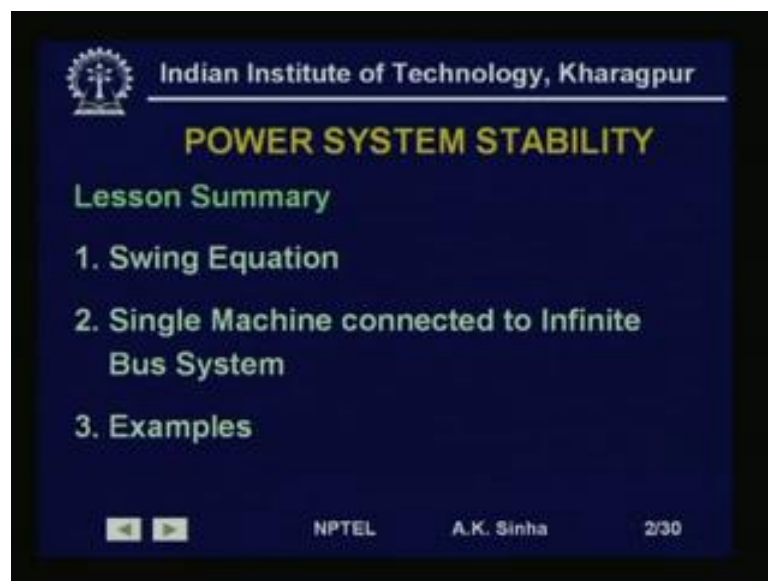 Indian Institute of Technology, Kharagpur
POWER SYSTEM STABILITY
Lesson Summary
1. Swing Equation
2. Single Machine connected to Infinite
Bus System
3. Examples
NPTEL A.K. Sinha 2/30